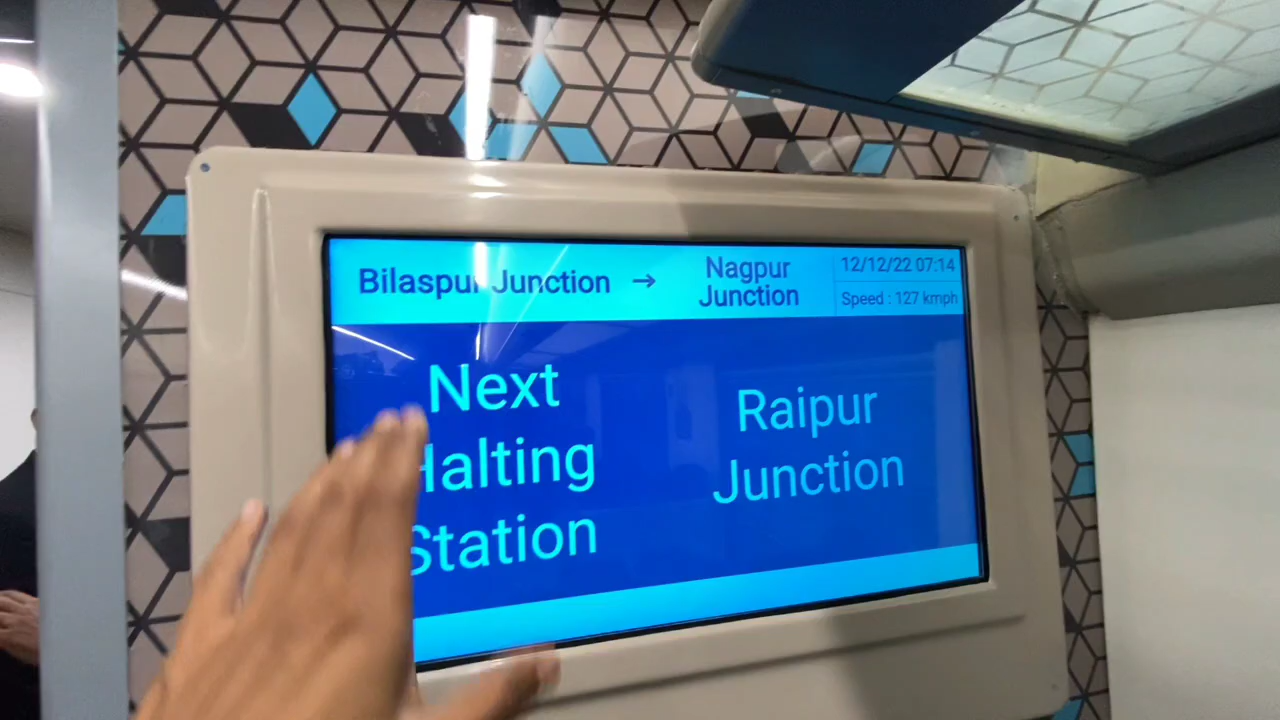 Bilaspur Junction → Nagpur Junction
12/12/22 07:14
Speed : 127 kmph
Next
Halting
Station
Raipur
Junction